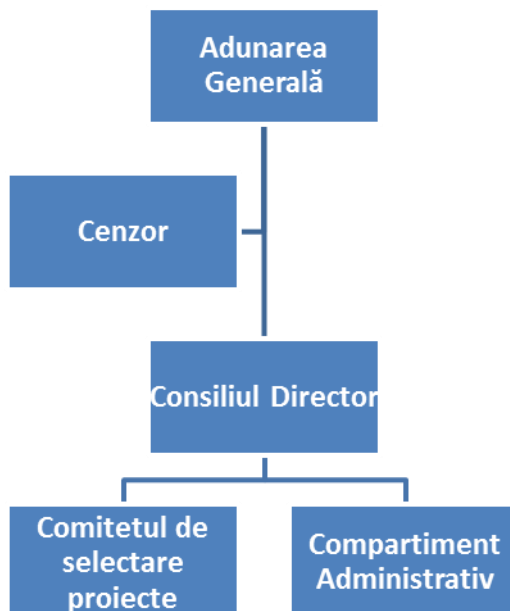 Adunarea
Generală
Cenzor
Consiliul Director
Comitetul de
selectare
proiecte
Compartiment
Administrativ